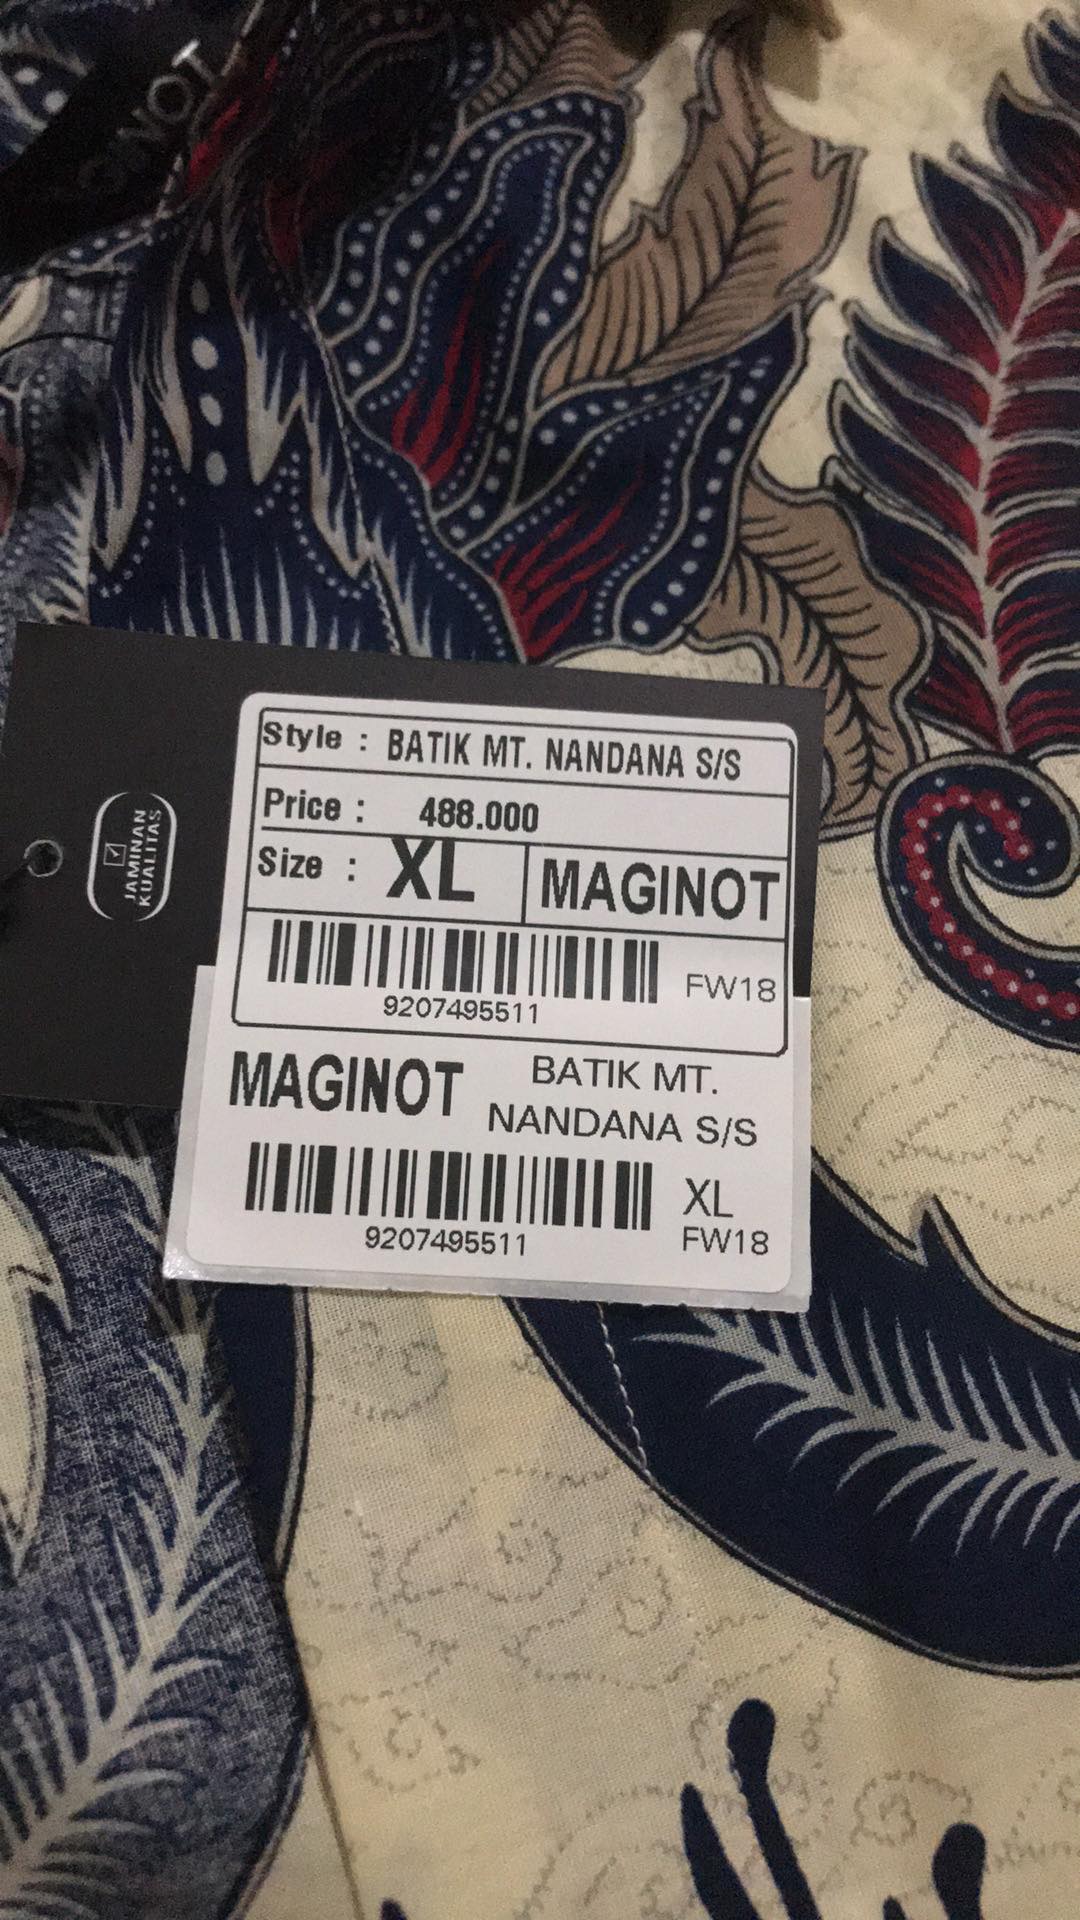 NOT
JAMINAN
KUALITAS
Style : BATIK MT. NANDANA S/S
Price : 488.000
Size : XL MAGINOT
FW18
9207495511
MAGINOT BATIK MT.
NANDANA S/S
XL
9207495511 FW18